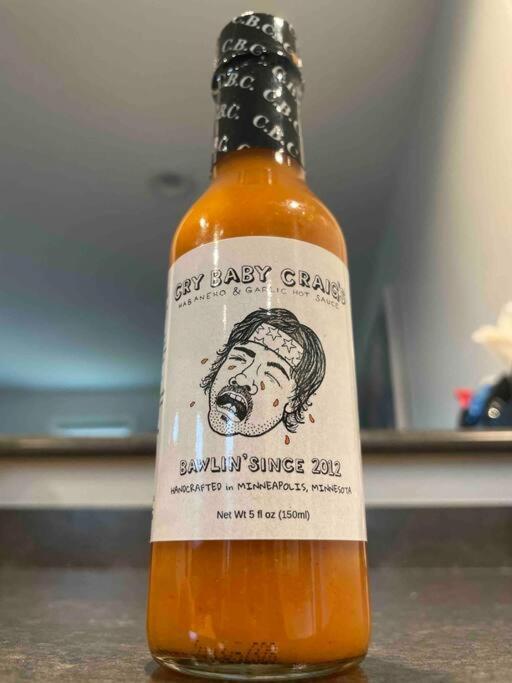 C.B.C.
C.B.C.
C.B.C.
CRY BABY CRAIG'S
HABANERO & GARLIC HOT SAUCE
BAWLIN' SINCE 2012
HANDCRAFTED in MINNEAPOLIS, MINNESOTA
Net Wt 5 fl oz (150ml)